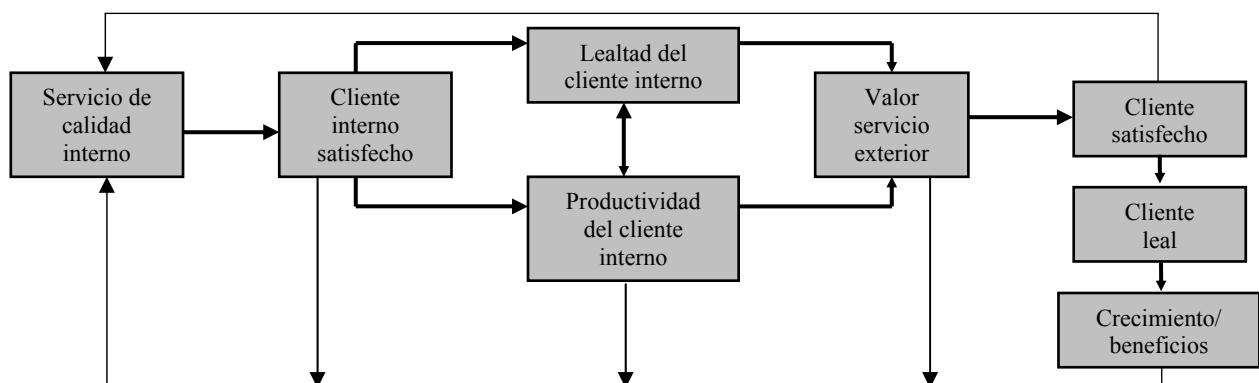 Servicio de
calidad
interno
Cliente
interno
satisfecho
Lealtad del
cliente interno
Productividad
del cliente
interno
Valor
servicio
exterior
Cliente
satisfecho
Cliente
leal
Crecimiento/
beneficios